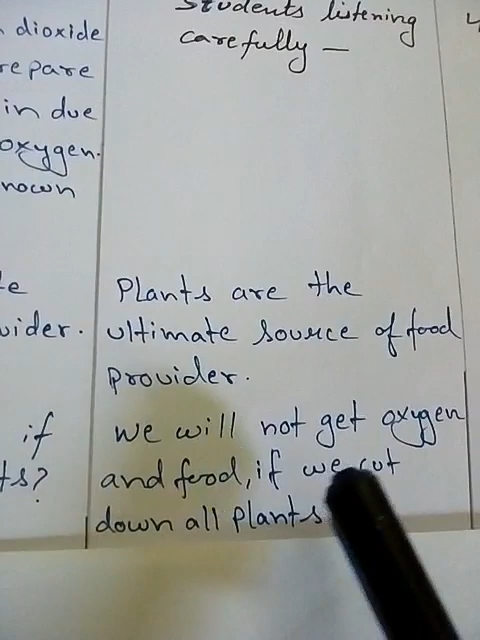 dioxide
repare
in due
oxygen.
nown
te
vider.
if
ts?
Students listening
carefully —
Plants are the
ultimate source of food
provider.
we will not get oxygen
and food, if we cut
down all plants